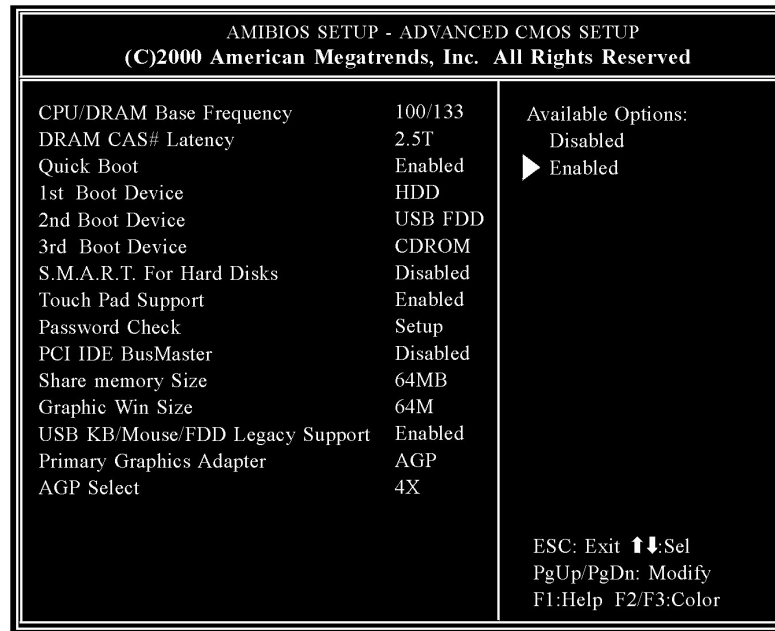 AMIBIOS SETUP - ADVANCED CMOS SETUP
(C)2000 American Megatrends, Inc. All Rights Reserved
CPU/DRAM Base Frequency 100/133
DRAM CAS# Latency 2.5T
Quick Boot Enabled
1st Boot Device HDD
2nd Boot Device USB FDD
3rd Boot Device CDROM
S.M.A.R.T. For Hard Disks Disabled
Touch Pad Support Enabled
Password Check Setup
PCI IDE BusMaster Disabled
Share memory Size 64MB
Graphic Win Size 64M
USB KB/Mouse/FDD Legacy Support Enabled
Primary Graphics Adapter AGP
AGP Select 4X
Available Options:
Disabled
Enabled
ESC: Exit ⬆⬇:Sel
PgUp/PgDn: Modify
F1:Help F2/F3:Color